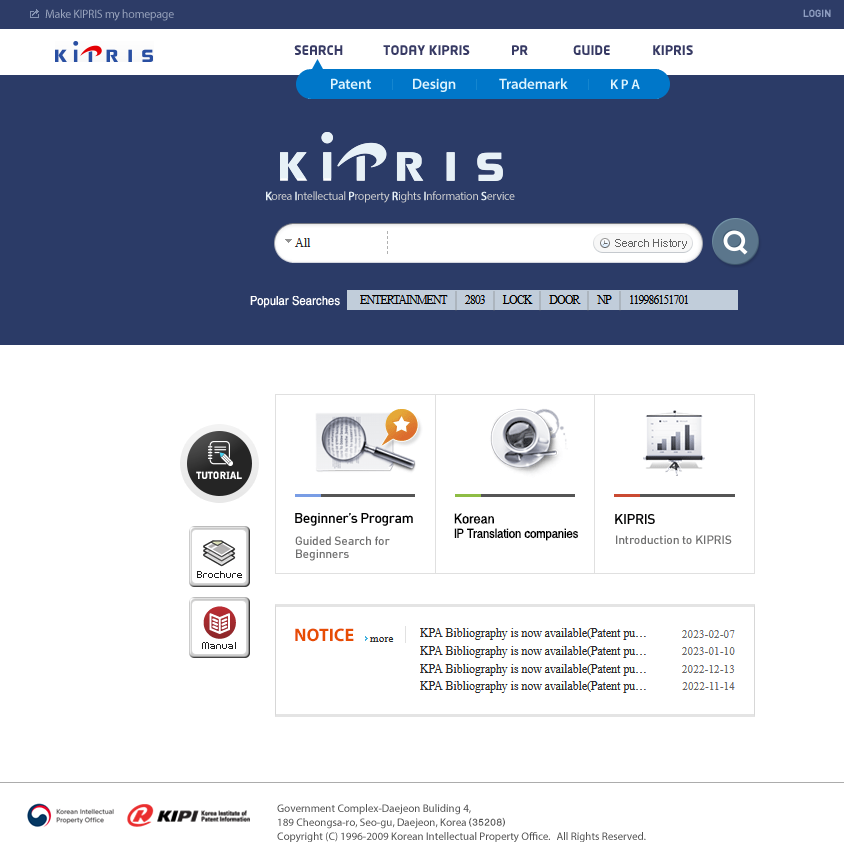 Make KIPRIS my homepage
LOGIN
KIPRIS
SEARCH TODAY KIPRIS PR GUIDE KIPRIS
Patent Design Trademark K P A
KIPRIS
Korea Intellectual Property Rights Information Service
All Search History
Popular Searches ENTERTAINMENT 2803 LOCK DOOR NP 119986151701
TUTORIAL
Beginner's Program
Guided Search for
Beginners
Korean
IP Translation companies
KIPRIS
Introduction to KIPRIS
Brochure
Manual
NOTICE more
KPA Bibliography is now available(Patent pu… 2023-02-07
KPA Bibliography is now available(Patent pu… 2023-01-10
KPA Bibliography is now available(Patent pu… 2022-12-13
KPA Bibliography is now available(Patent pu… 2022-11-14
Korean Intellectual
Property Office
KIPI Korea Institute of
Patent Information
Government Complex-Daejeon Buliding 4,
189 Cheongsa-ro, Seo-gu, Daejeon, Korea (35208)
Copyright (C) 1996-2009 Korean Intellectual Property Office. All Rights Reserved.